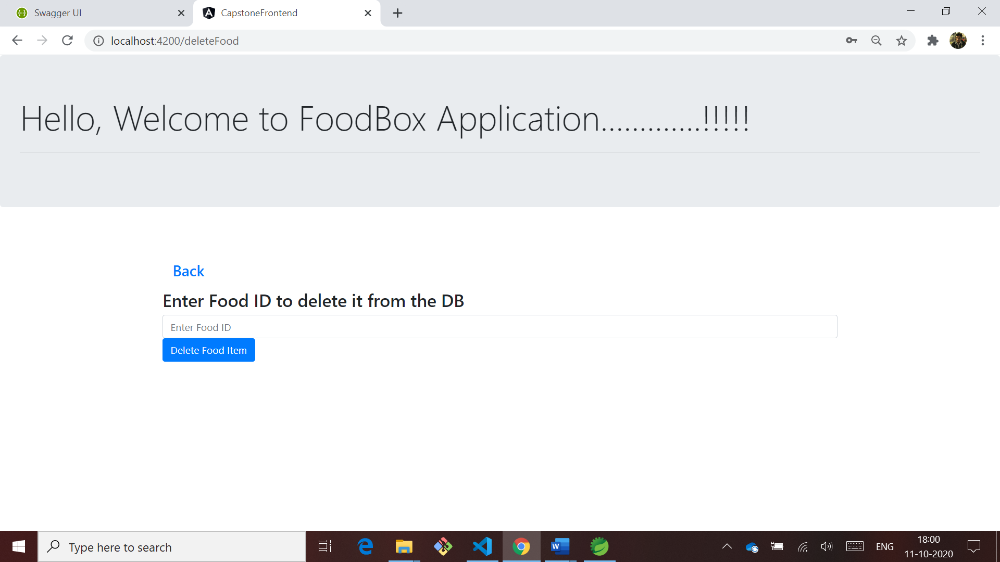 Swagger UI
CapstoneFrontend
localhost:4200/deleteFood
Hello, Welcome to FoodBox Application.............!!!!!
Back
Enter Food ID to delete it from the DB
Enter Food ID
Delete Food Item
Type here to search
ENG
18:00
11-10-2020